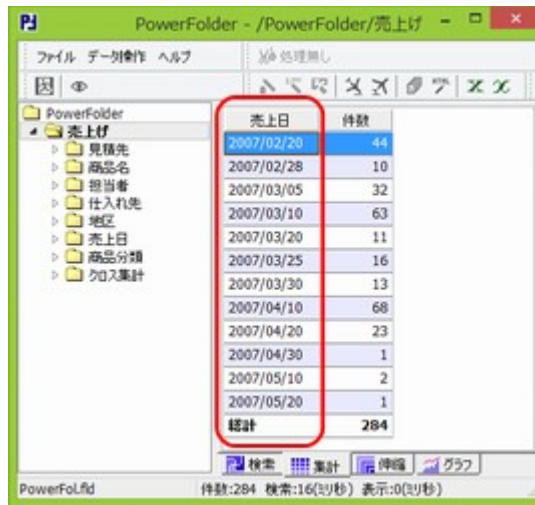 PowerFolder - /PowerFolder/売上げ
ファイル データ操作 ヘルプ
処理無し
PowerFolder
売上げ
見積先
商品名
担当者
仕入れ先
地区
売上日
商品分類
クロス集計
売上日 件数
2007/02/20 44
2007/02/28 10
2007/03/05 32
2007/03/10 63
2007/03/20 11
2007/03/25 16
2007/03/30 13
2007/04/10 68
2007/04/20 23
2007/04/30 1
2007/05/10 2
2007/05/20 1
総計 284
検索 集計 伸縮 グラフ
PowerFoL.fld 件数:284 検索:16(ミリ秒) 表示:0(ミリ秒)